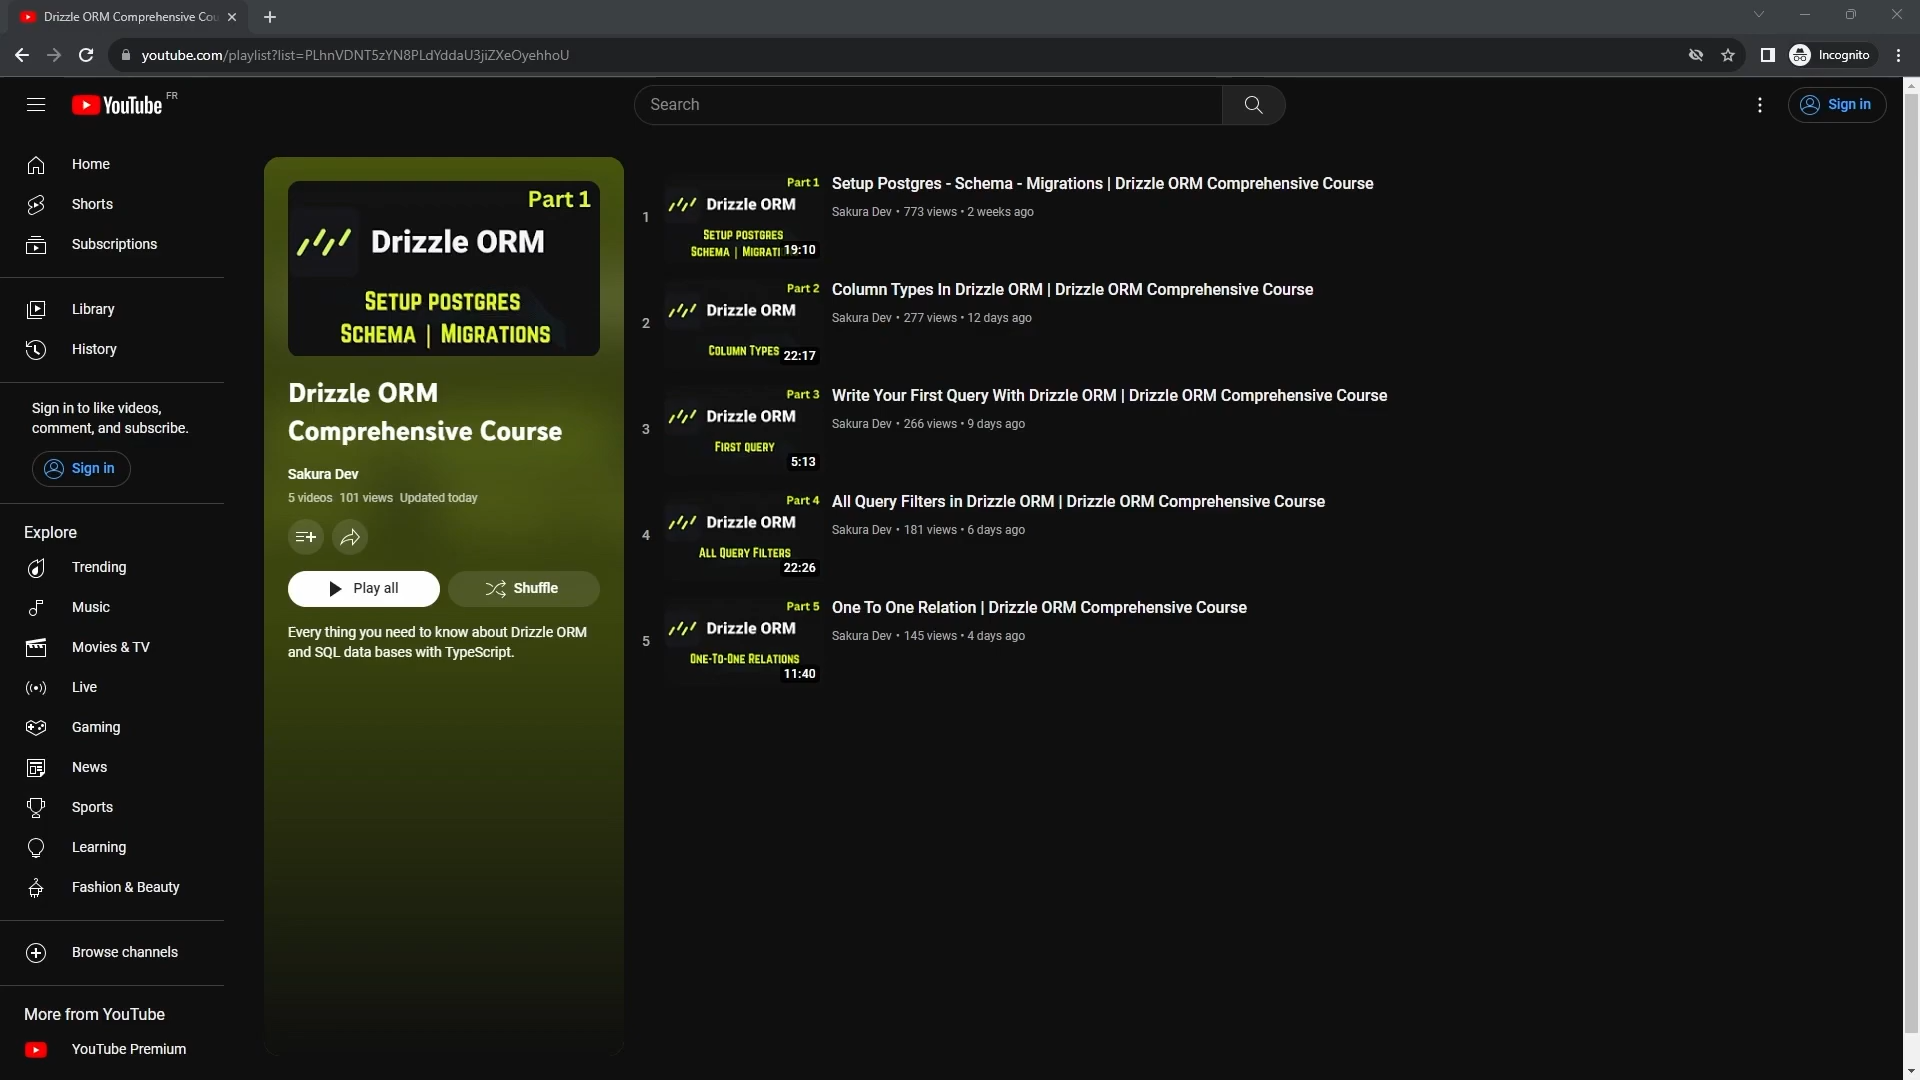 Drizzle ORM Comprehensive Cou
youtube.com/playlist?list=PLhnVDNT5zYN8PLdYddaU3jiZXeOyehhoU
Incognito
YouTube FR
Search
Sign in
Home
Shorts
Subscriptions
Library
History
Sign in to like videos,
comment, and subscribe.
Sign in
Explore
Trending
Music
Movies & TV
Live
Gaming
News
Sports
Learning
Fashion & Beauty
Browse channels
More from YouTube
YouTube Premium
Part 1
Drizzle ORM
SETUP POSTGRES
SCHEMA | MIGRATIONS
Drizzle ORM
Comprehensive Course
Sakura Dev
5 videos 101 views Updated today
Play all
Shuffle
Every thing you need to know about Drizzle ORM
and SQL data bases with TypeScript.
1
Part 1
Drizzle ORM
SETUP POSTGRES
SCHEMA | MIGRATI
19:10
Setup Postgres - Schema - Migrations | Drizzle ORM Comprehensive Course
Sakura Dev • 773 views • 2 weeks ago
2
Part 2
Drizzle ORM
COLUMN TYPES
22:17
Column Types In Drizzle ORM | Drizzle ORM Comprehensive Course
Sakura Dev • 277 views • 12 days ago
3
Part 3
Drizzle ORM
FIRST QUERY
5:13
Write Your First Query With Drizzle ORM | Drizzle ORM Comprehensive Course
Sakura Dev • 266 views • 9 days ago
4
Part 4
Drizzle ORM
ALL QUERY FILTERS
22:26
All Query Filters in Drizzle ORM | Drizzle ORM Comprehensive Course
Sakura Dev • 181 views • 6 days ago
5
Part 5
Drizzle ORM
ONE-TO-ONE RELATIONS
11:40
One To One Relation | Drizzle ORM Comprehensive Course
Sakura Dev • 145 views • 4 days ago